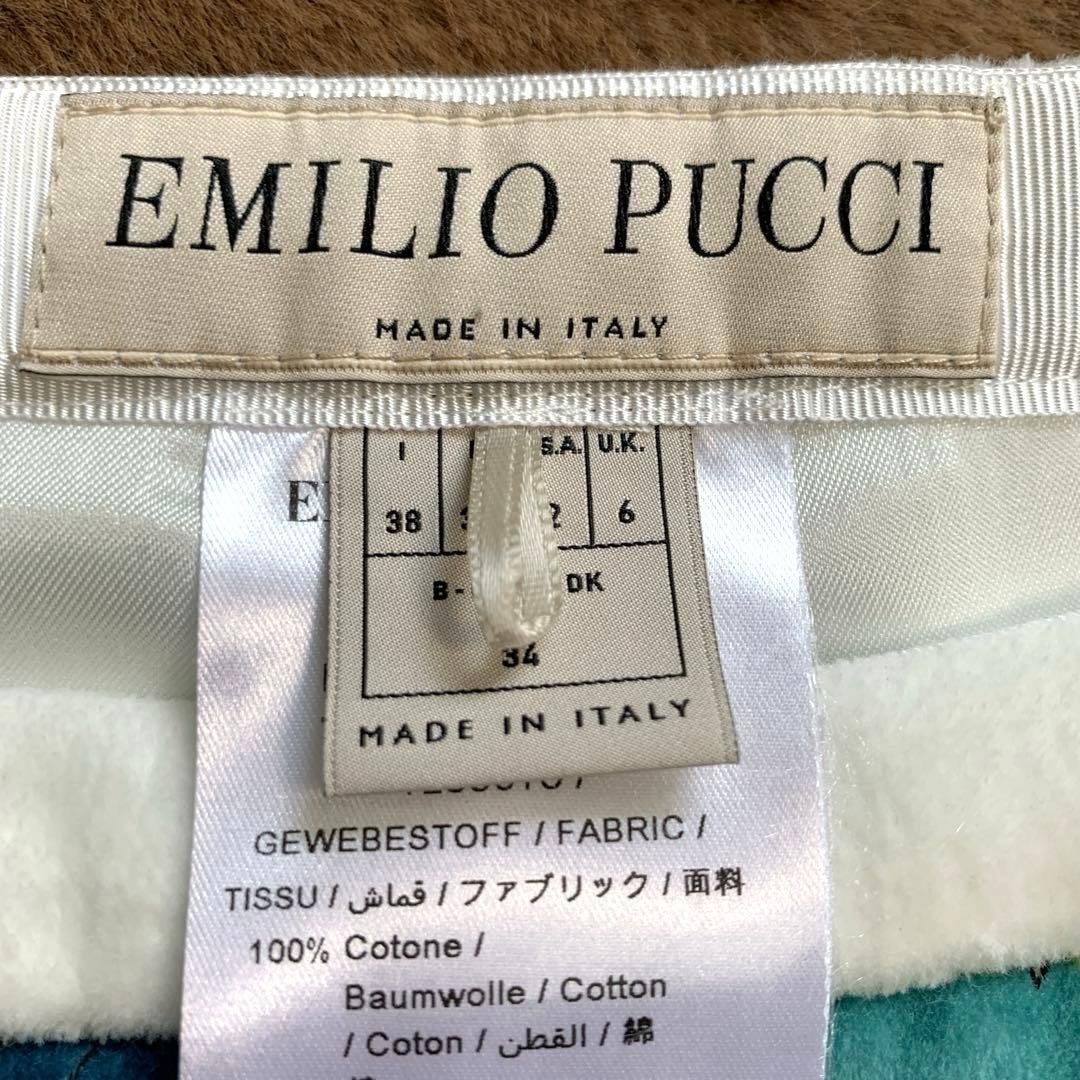 EMILIO PUCCI
MADE IN ITALY
I S.A. U.K.
38 2 6
B- DK
34
MADE IN ITALY
GEWEBESTOFF / FABRIC /
TISSU / قماش / ファブリック / 面料
100% Cotone /
Baumwolle / Cotton
/ Coton / القطن / 綿